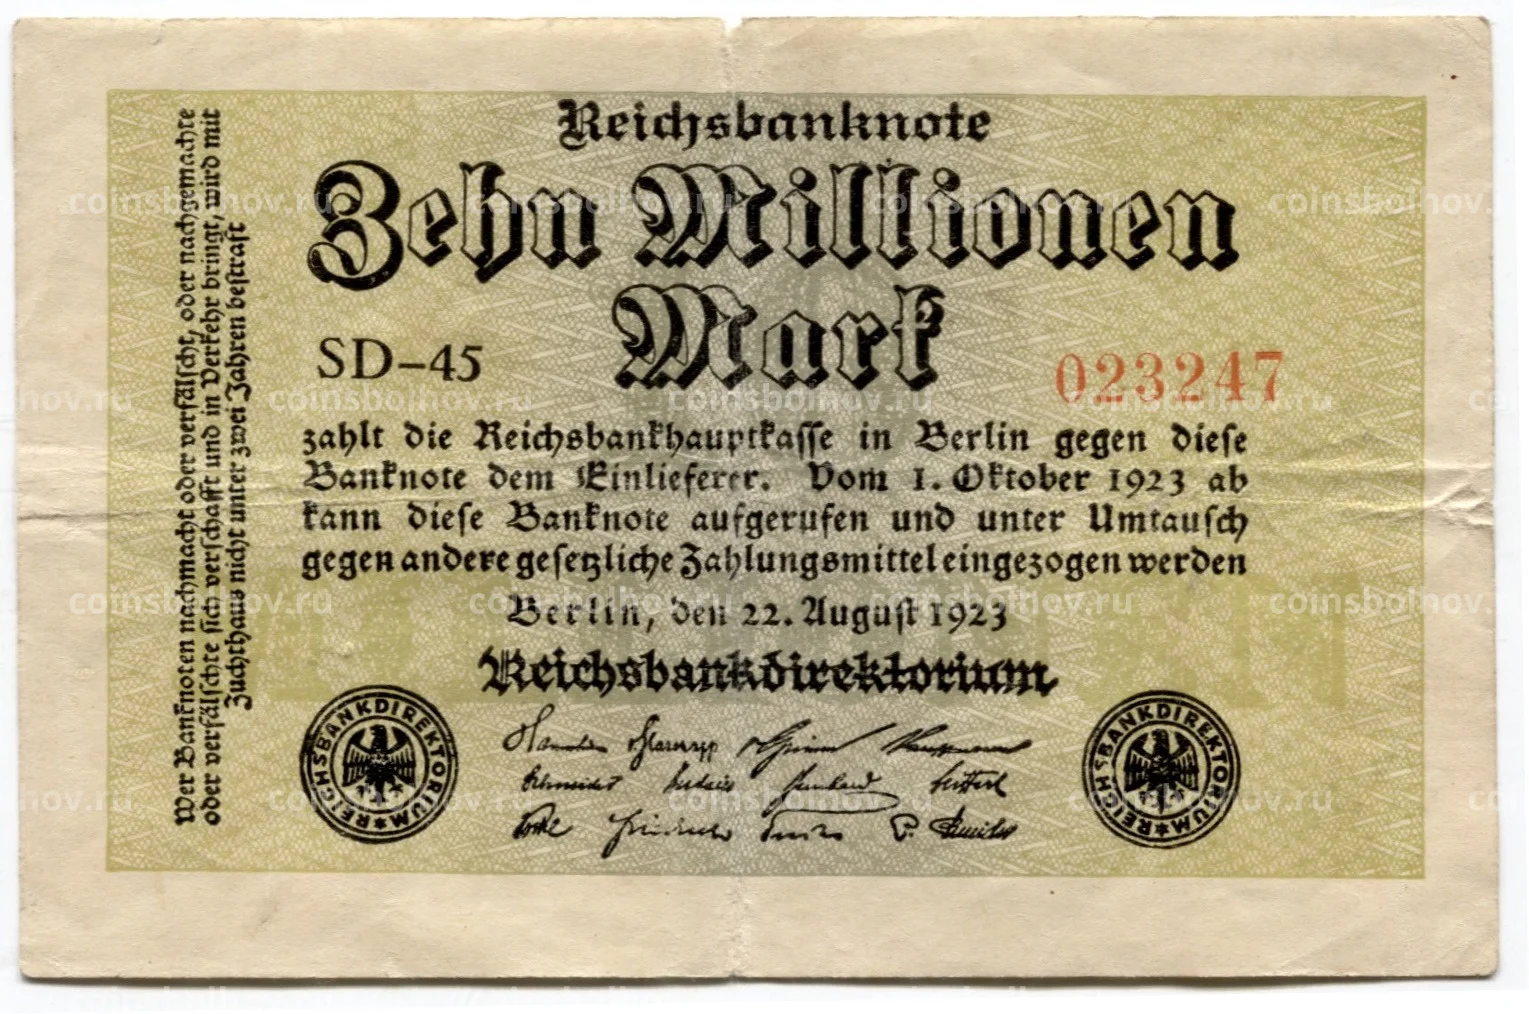 Reichsbanknote
Zehn Millionen
Mark
SD-45
023247
zahlt die Reichsbankhauptkasse in Berlin gegen diese
Banknote dem Einlieferer. Vom 1. Oktober 1923 ab
kann diese Banknote aufgerufen und unter Umtausch
gegen andere gesetzliche Zahlungsmittel eingezogen werden
Berlin, den 22. August 1923
Reichsbankdirektorium
Wer Banknoten nachmacht oder verfälscht, oder nachgemachte
oder verfälschte sich verschafft und in Verkehr bringt, wird mit
Zuchthaus nicht unter zwei Jahren bestraft
REICHSBANKDIREKTORIUM
REICHSBANKDIREKTORIUM
coinsbolhov.ru